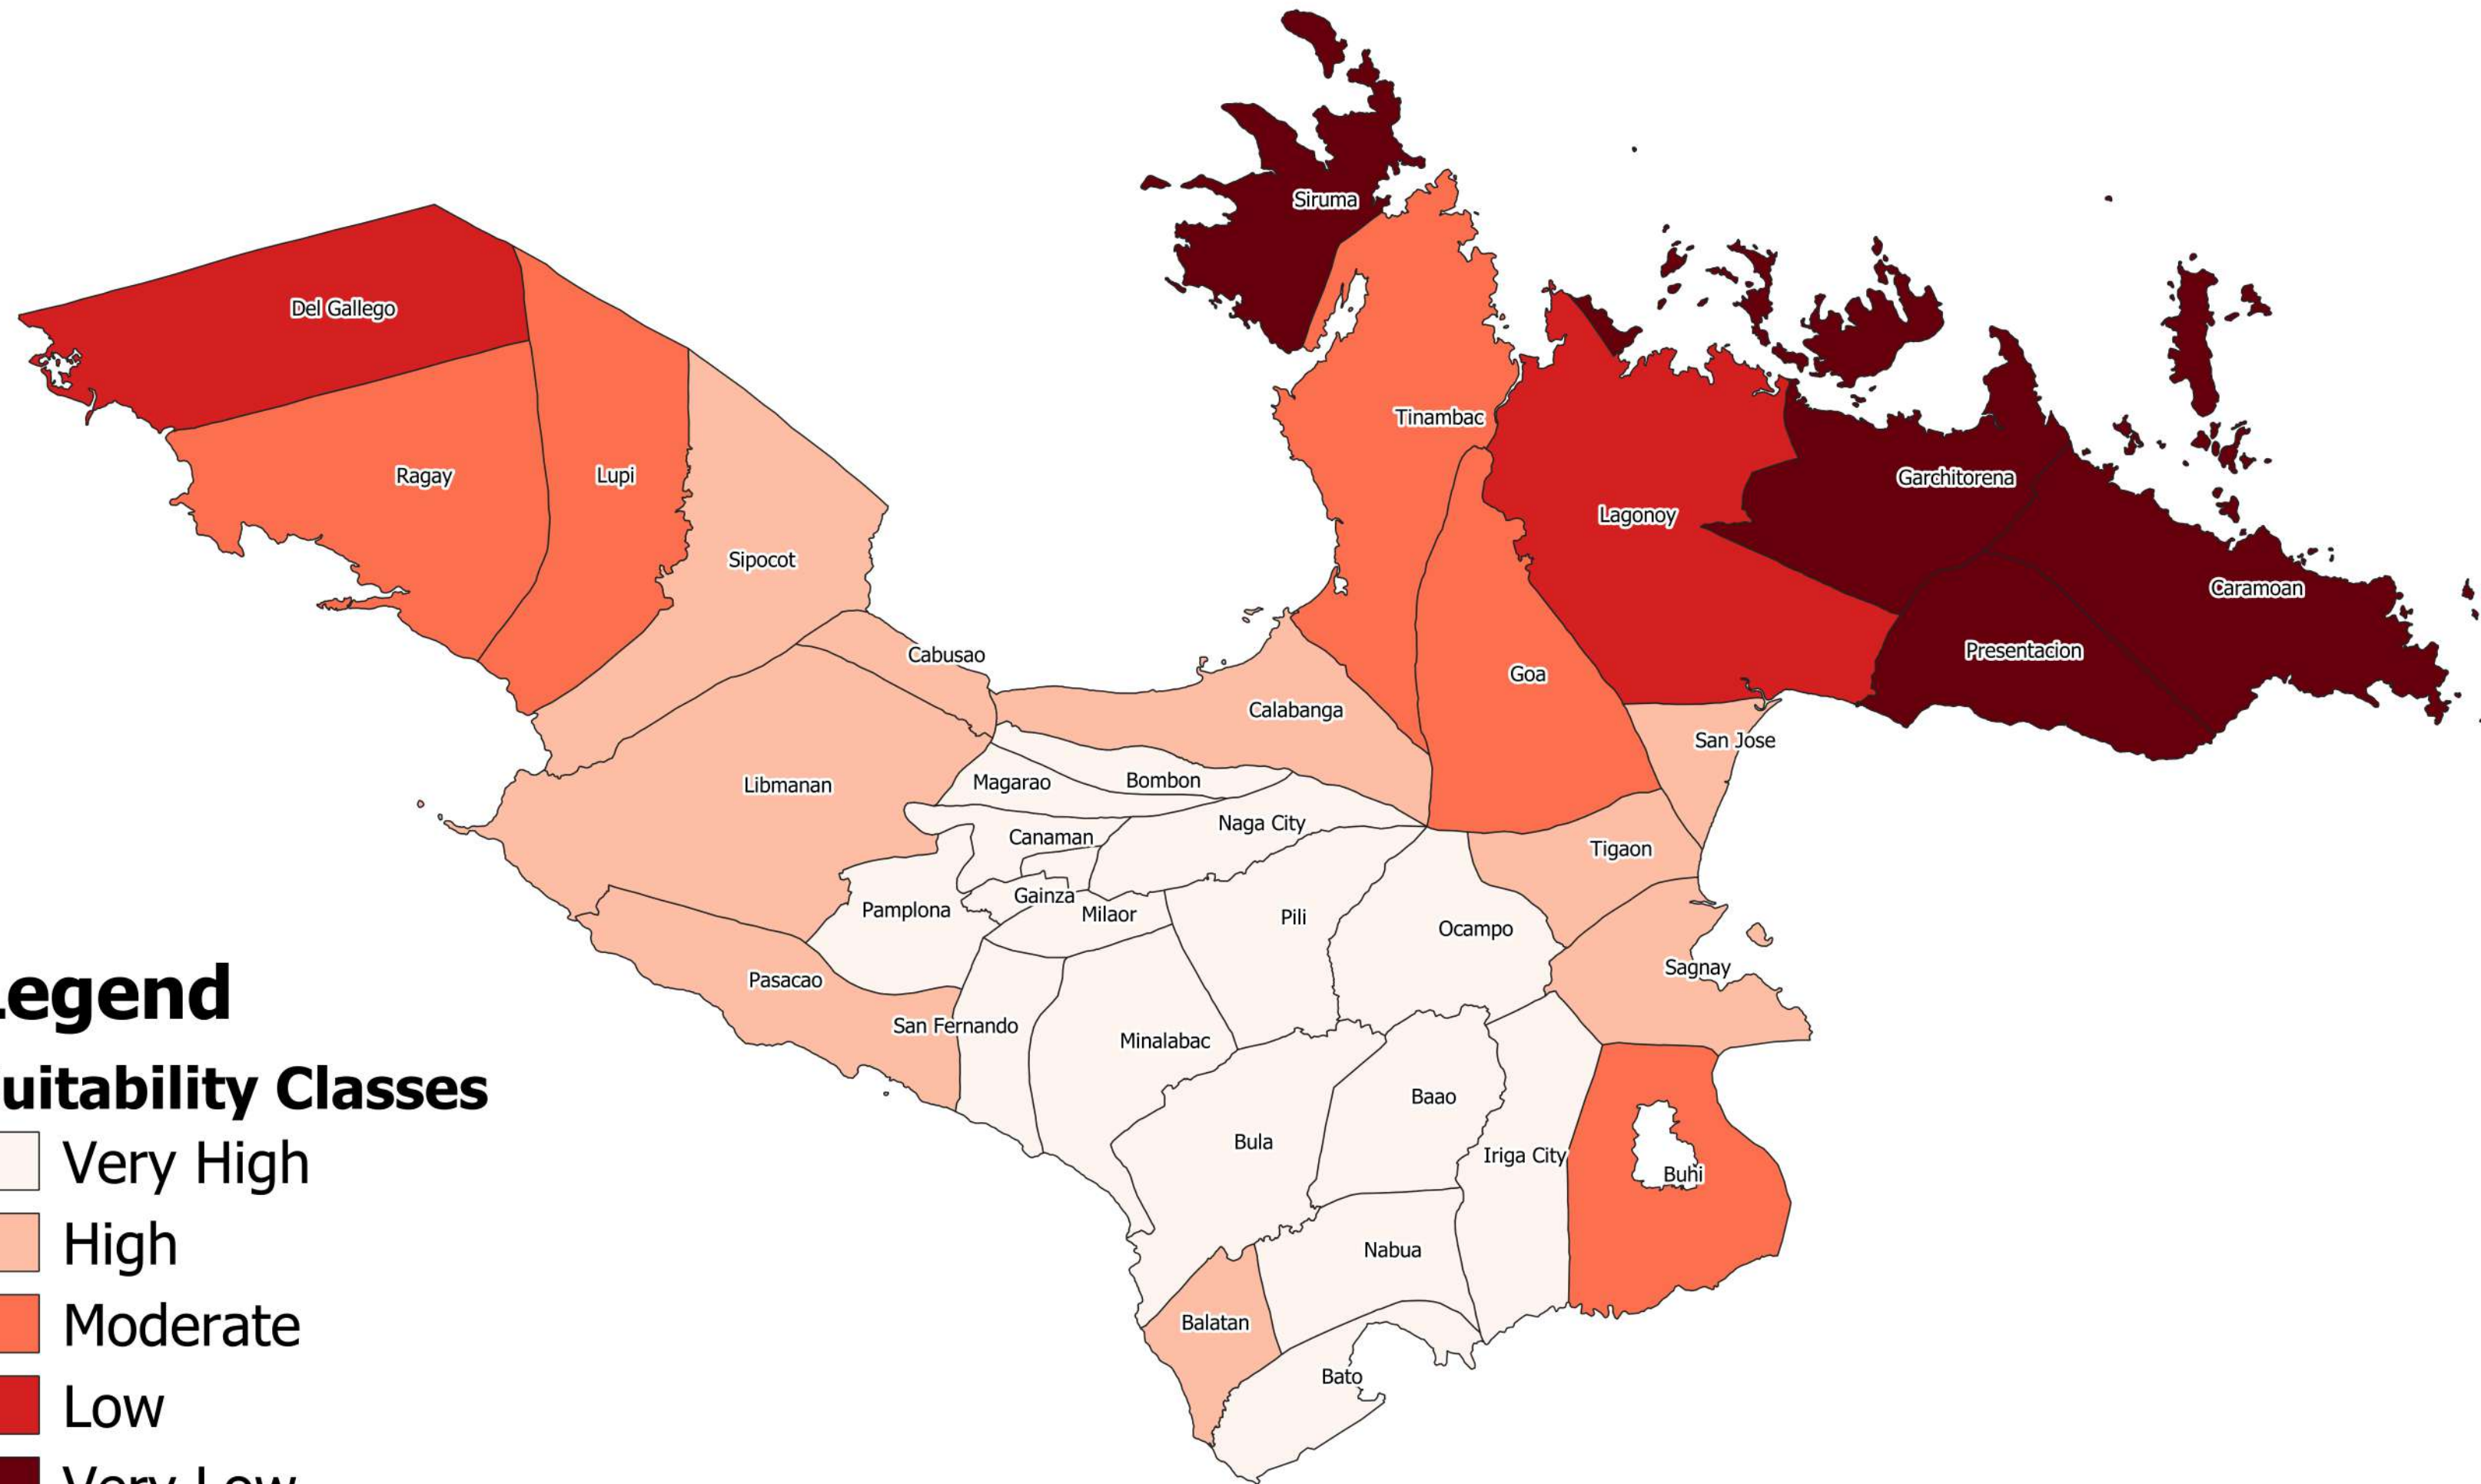 Siruma
Del Gallego
Tinambac
Ragay
Lupi
Garchitorena
Lagonoy
Sipocot
Caramoan
Cabusao
Presentacion
Goa
Calabanga
San Jose
Libmanan
Magarao
Bombon
Naga City
Canaman
Tigaon
Gainza
Pamplona
Milaor
Pili
Ocampo
Sagnay
Pasacao
San Fernando
Minalabac
Baao
Bula
Iriga City
Buhi
Nabua
Balatan
Bato
egend
uitability Classes
Very High
High
Moderate
Low
Very Low